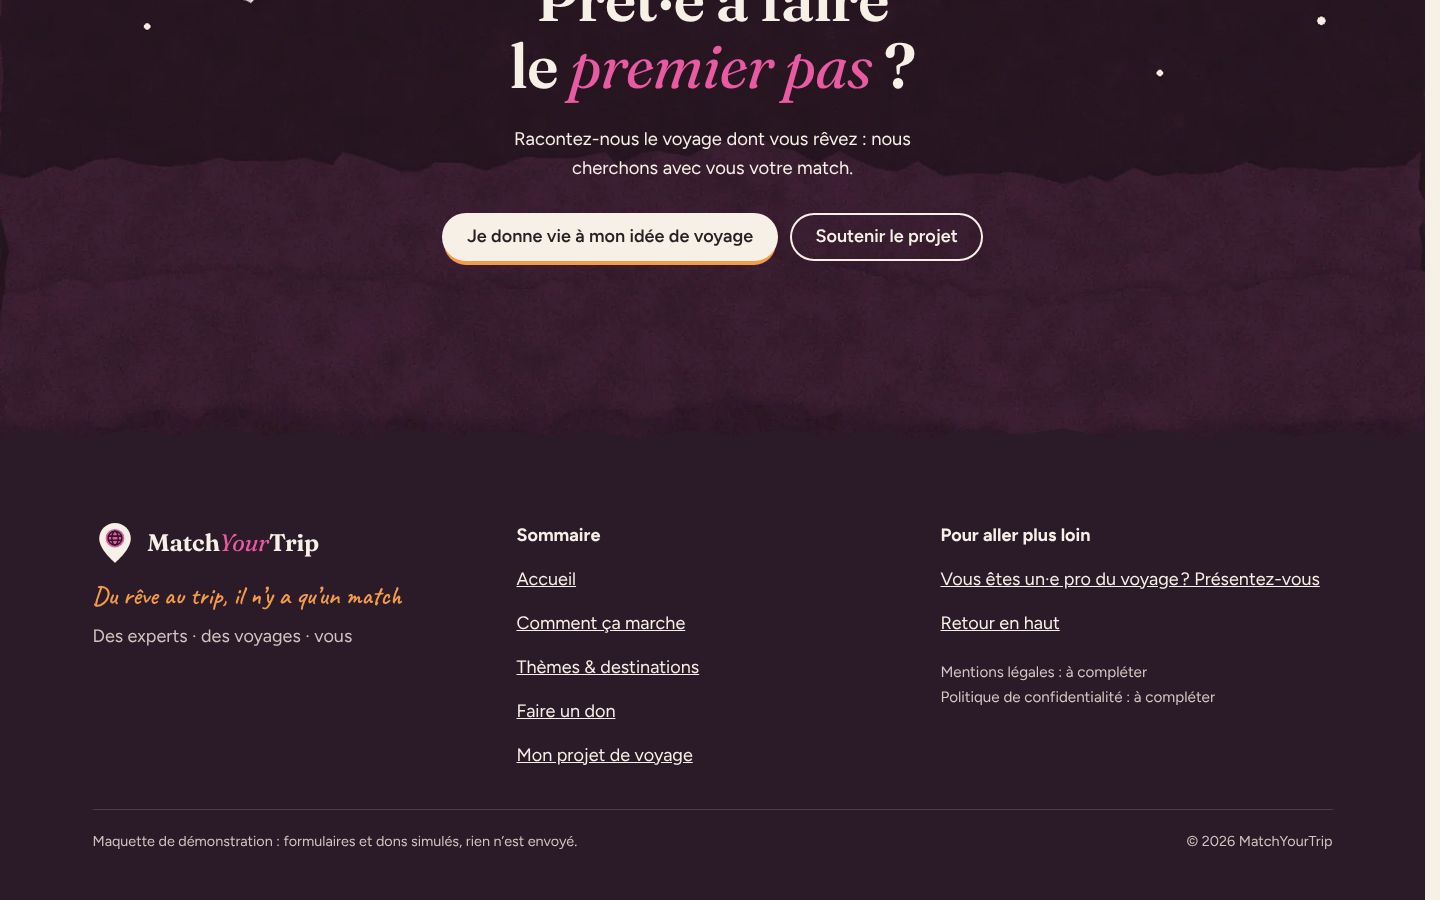 Prêt·e à faire
le premier pas ?
Racontez-nous le voyage dont vous rêvez : nous
cherchons avec vous votre match.
Je donne vie à mon idée de voyage
Soutenir le projet
MatchYourTrip
Du rêve au trip, il n’y a qu’un match
Des experts · des voyages · vous
Sommaire
Accueil
Comment ça marche
Thèmes & destinations
Faire un don
Mon projet de voyage
Pour aller plus loin
Vous êtes un·e pro du voyage ? Présentez-vous
Retour en haut
Mentions légales : à compléter
Politique de confidentialité : à compléter
Maquette de démonstration : formulaires et dons simulés, rien n’est envoyé.
© 2026 MatchYourTrip